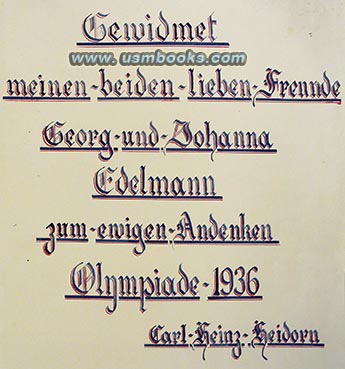 Gewidmet
www.usmbooks.com
meinen-beiden-lieben-Freunde
Georg-und-Johanna
Edelmann
zum-ewigen-Andenken
Olympiade-1936
Carl-Heinz-Heidorn